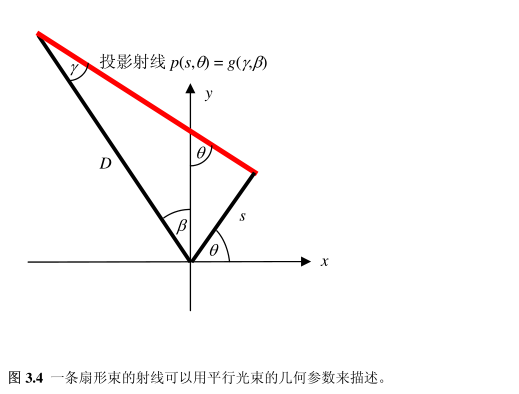 γ
投影射线 p(s,θ) = g(γ,β)
y
θ
D
s
β
θ
x
图 3.4 一条扇形束的射线可以用平行光束的几何参数来描述。